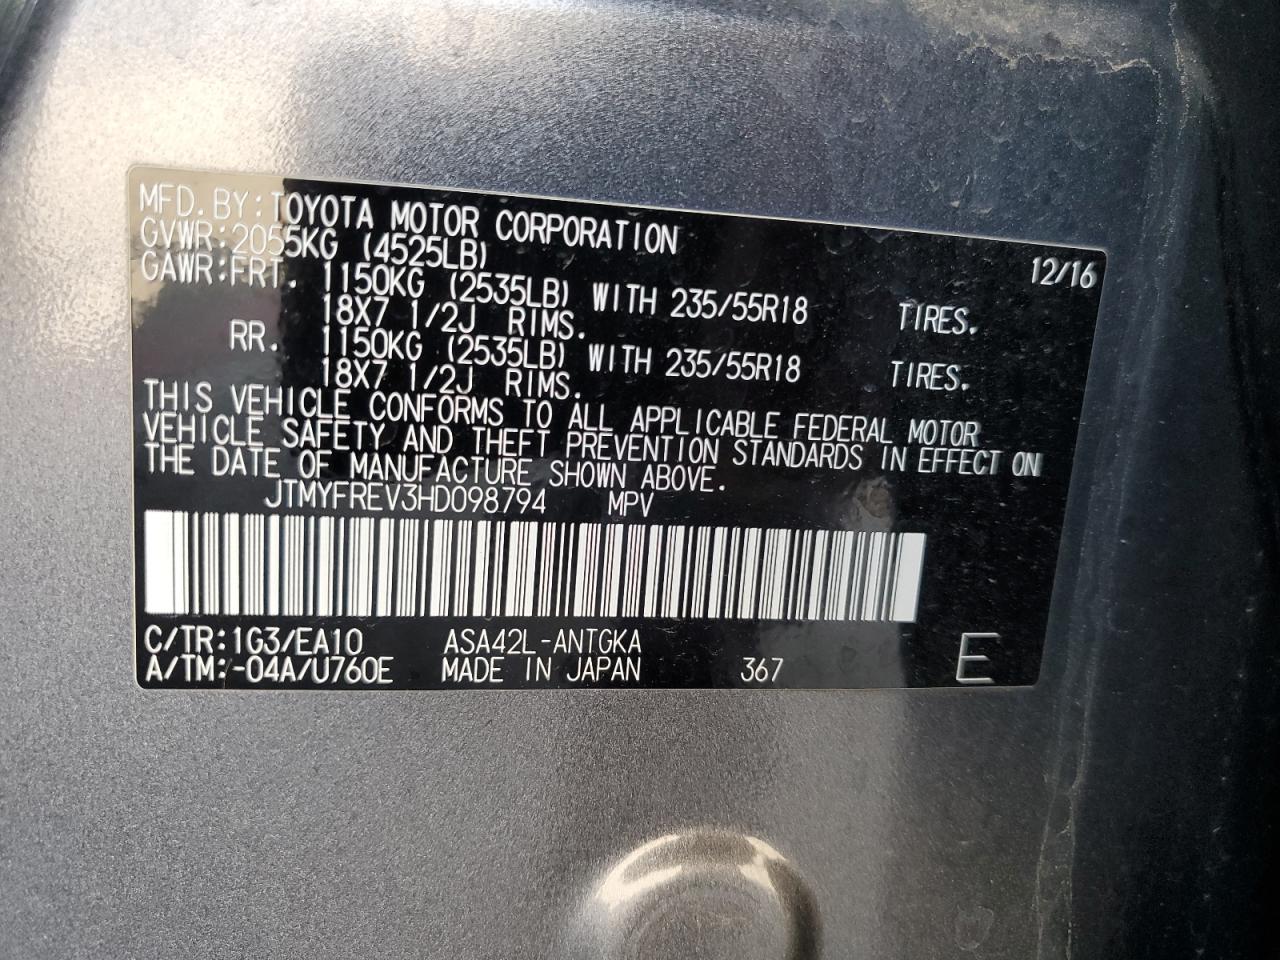 MFD. BY: TOYOTA MOTOR CORPORATION 12/16
GVWR: 2055KG (4525LB)
GAWR: FRT. 1150KG (2535LB) WITH 235/55R18 TIRES.
18X7 1/2J RIMS.
RR. 1150KG (2535LB) WITH 235/55R18 TIRES.
18X7 1/2J RIMS.
THIS VEHICLE CONFORMS TO ALL APPLICABLE FEDERAL MOTOR
VEHICLE SAFETY AND THEFT PREVENTION STANDARDS IN EFFECT ON
THE DATE OF MANUFACTURE SHOWN ABOVE.
JTMYFREV3HD098794 MPV
C/TR: 1G3/EA10 ASA42L-ANTGKA
A/TM: -04A/U760E MADE IN JAPAN 367 E